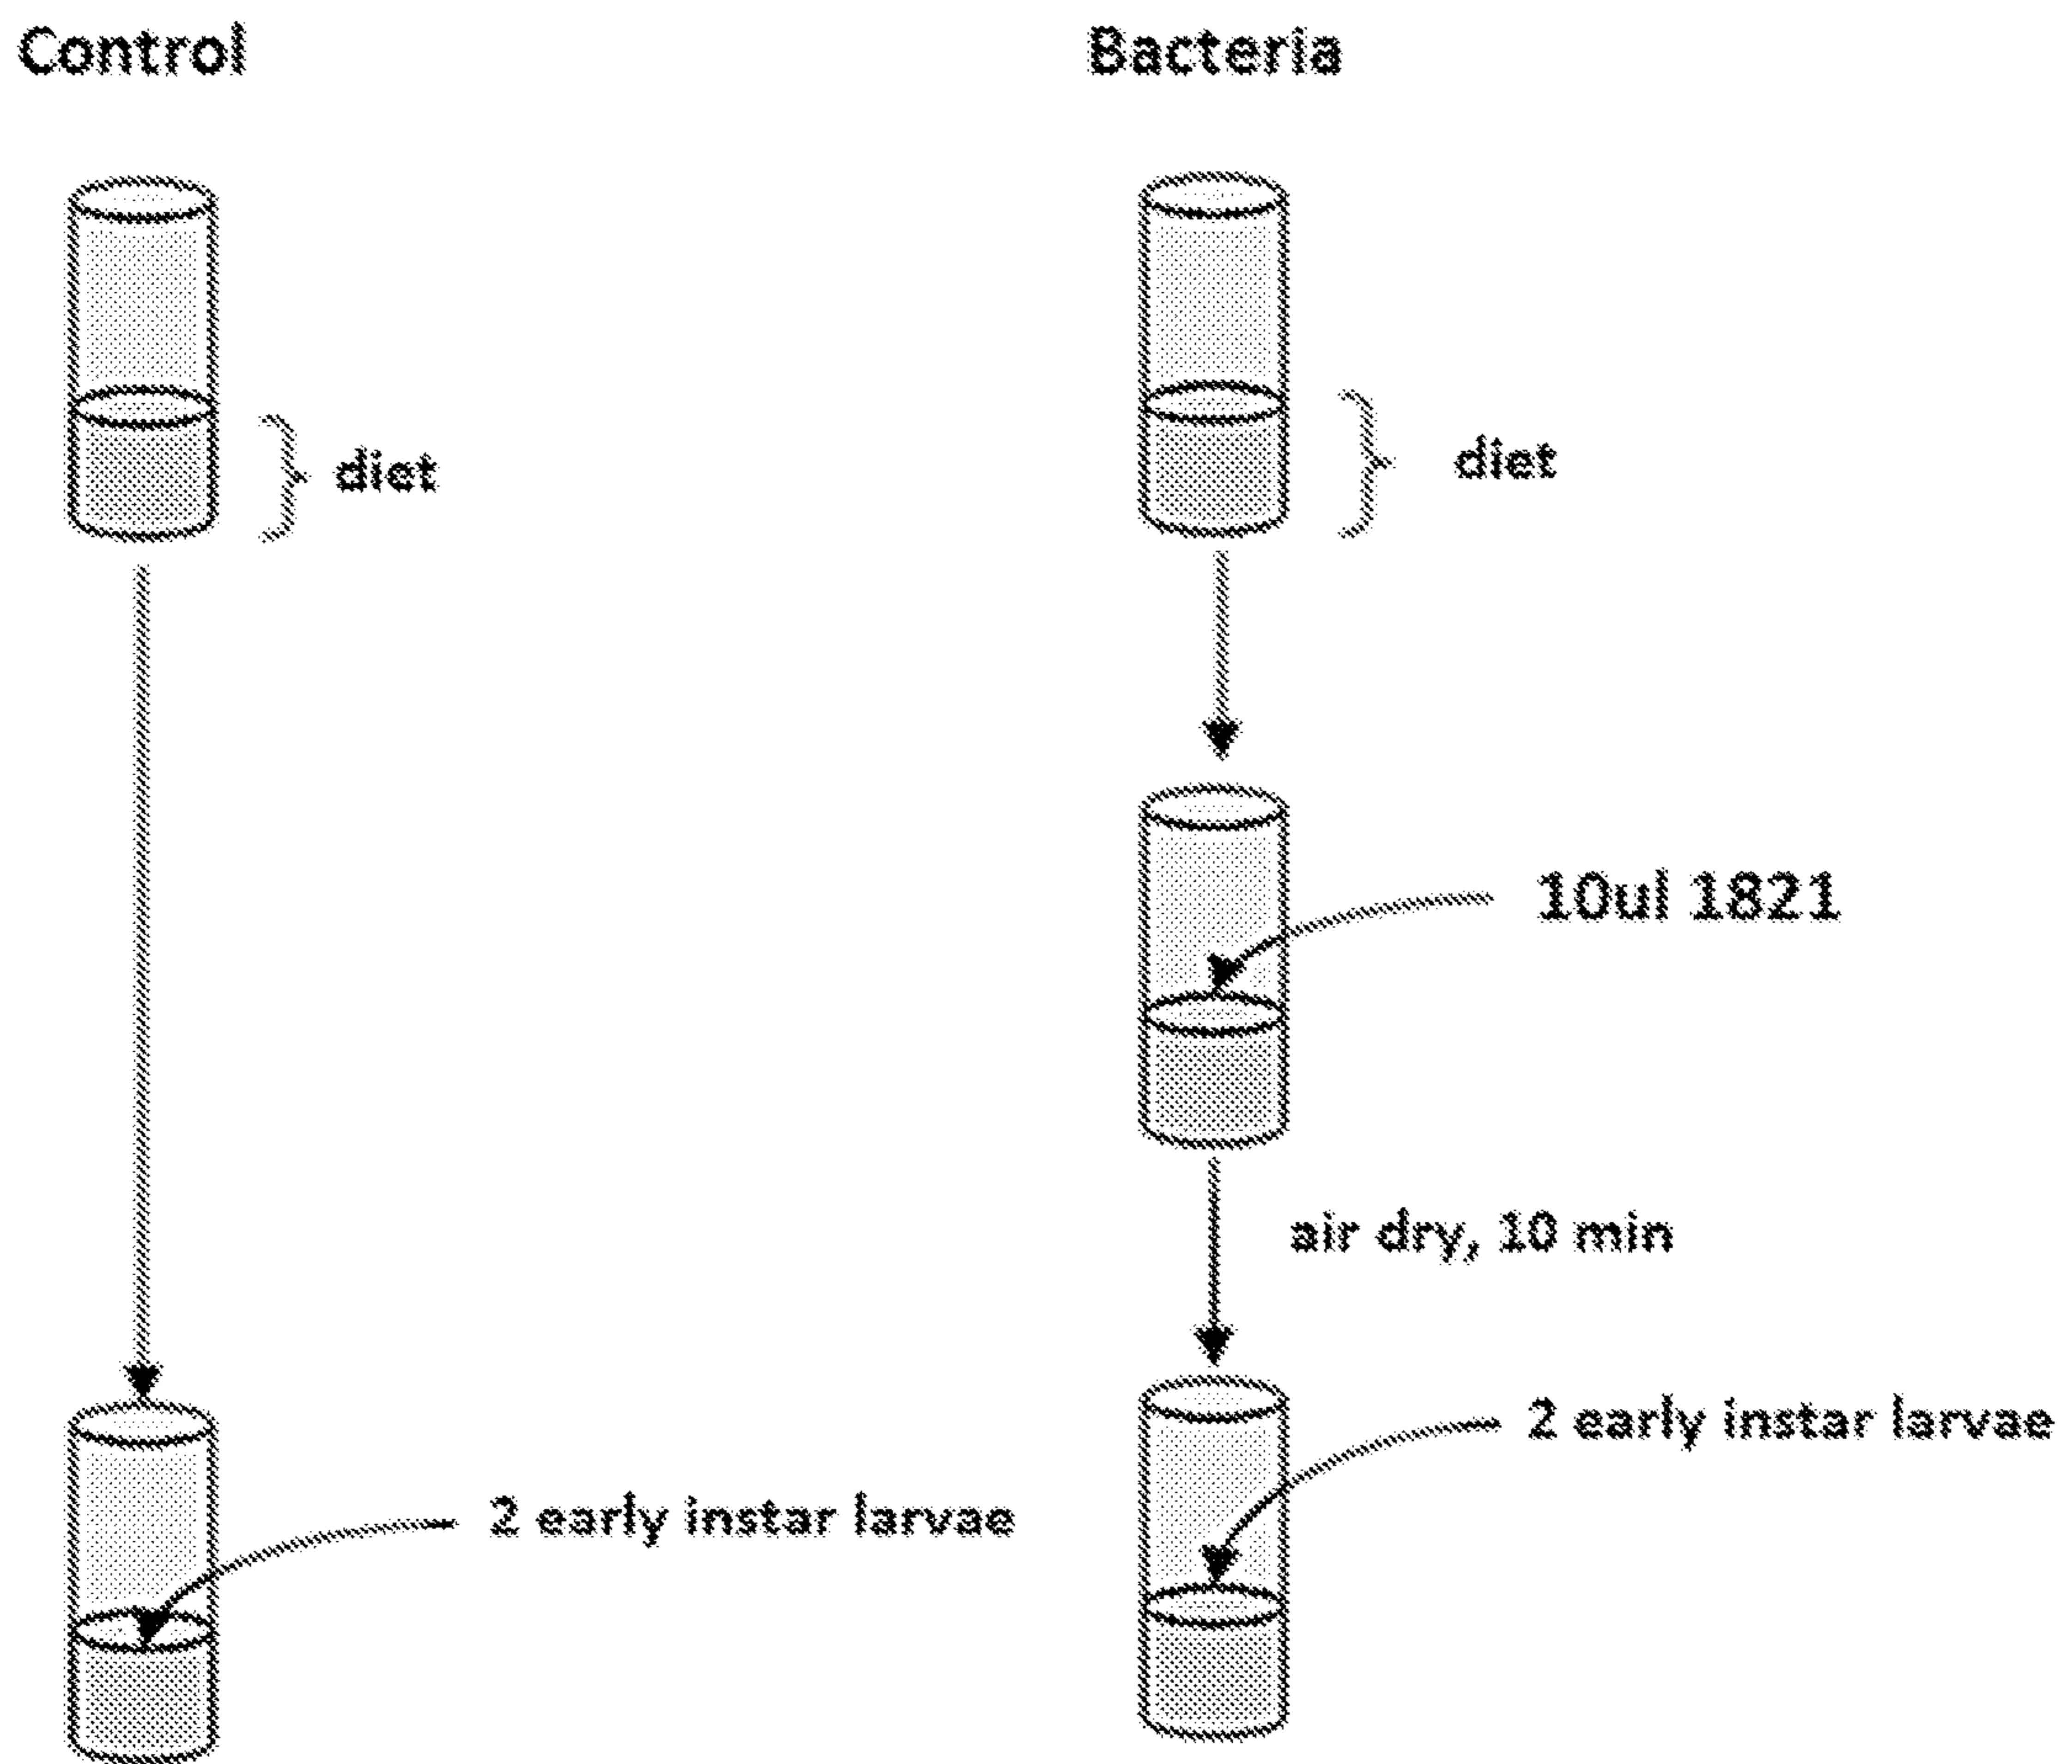 Control
Bacteria
diet
diet
10ul 1821
air dry, 10 min
2 early instar larvae
2 early instar larvae